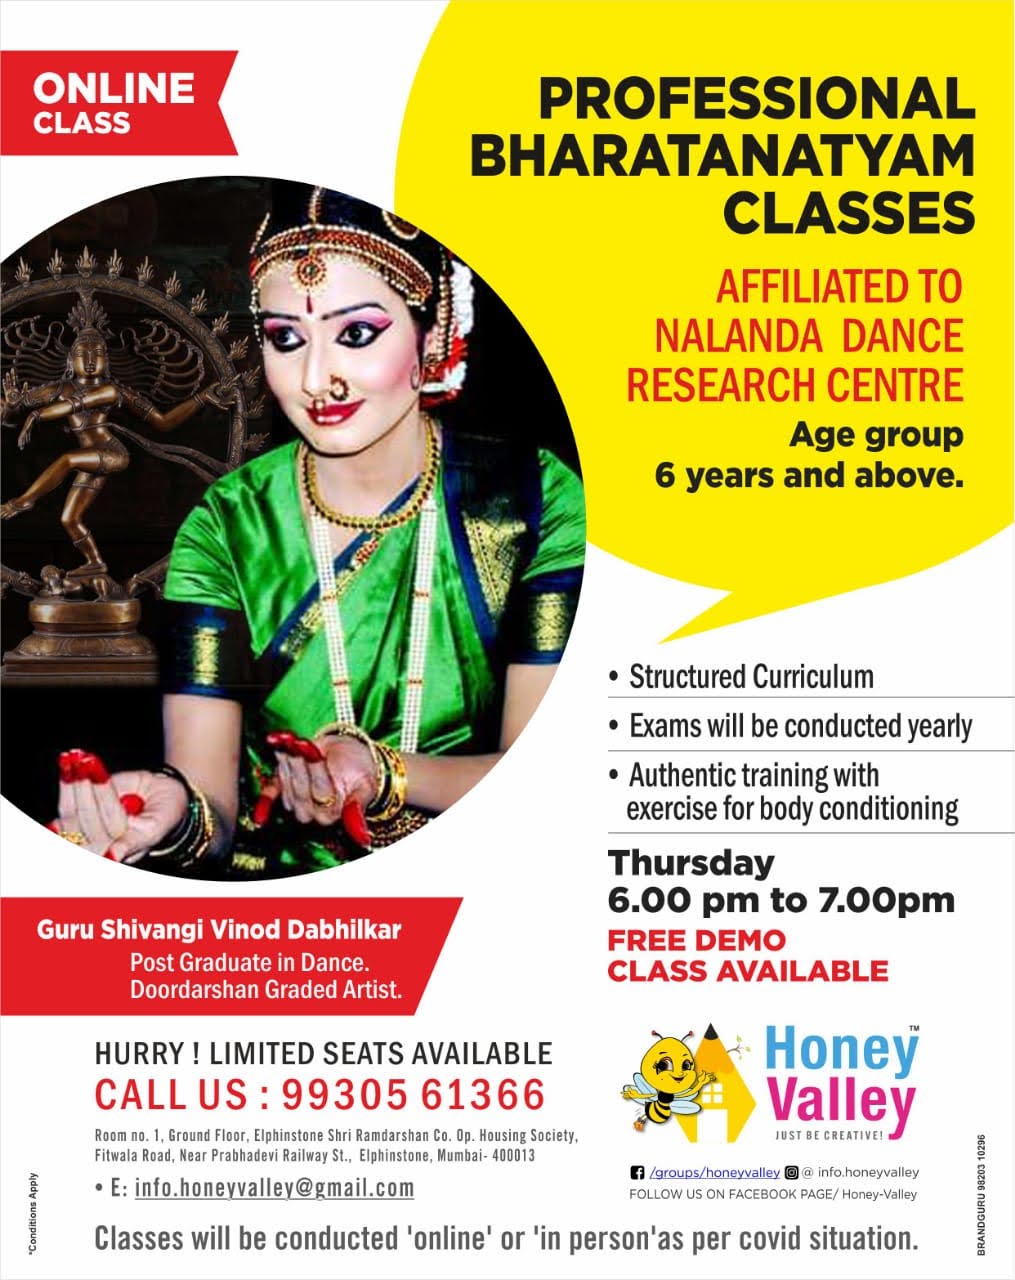 ONLINE
CLASS
PROFESSIONAL
BHARATANATYAM
CLASSES
AFFILIATED TO
NALANDA DANCE
RESEARCH CENTRE
Age group
6 years and above.
• Structured Curriculum
• Exams will be conducted yearly
• Authentic training with
exercise for body conditioning
Thursday
6.00 pm to 7.00pm
FREE DEMO
CLASS AVAILABLE
Guru Shivangi Vinod Dabhilkar
Post Graduate in Dance.
Doordarshan Graded Artist.
HURRY ! LIMITED SEATS AVAILABLE
CALL US : 99305 61366
Room no. 1, Ground Floor, Elphinstone Shri Ramdarshan Co. Op. Housing Society,
Fitwala Road, Near Prabhadevi Railway St., Elphinstone, Mumbai- 400013
• E: info.honeyvalley@gmail.com
Honey TM
Valley
JUST BE CREATIVE!
/groups/honeyvalley @ info.honeyvalley
FOLLOW US ON FACEBOOK PAGE/ Honey-Valley
Classes will be conducted 'online' or 'in person'as per covid situation.
*Conditions Apply
BRANDGURU 98203 10296